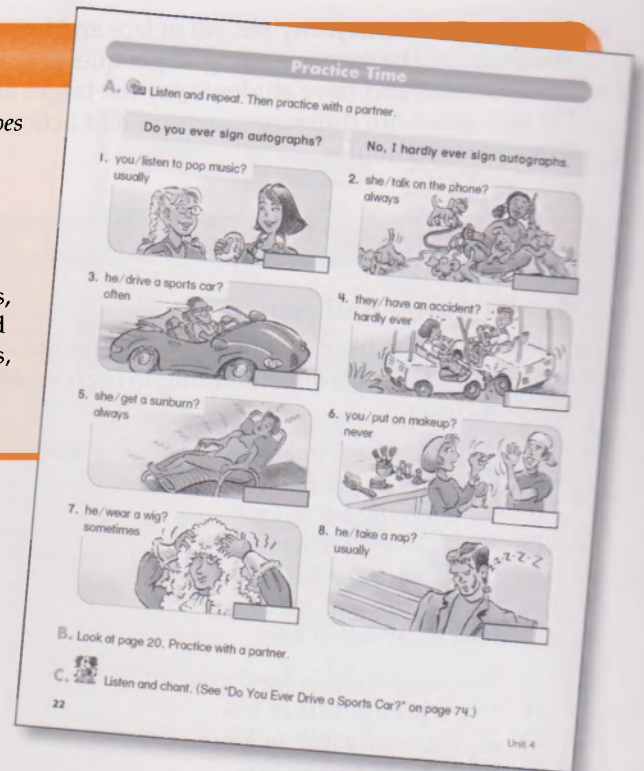 Practice Time
A. Listen and repeat. Then practice with a partner.
Do you ever sign autographs?
No, I hardly ever sign autographs.
1. you/listen to pop music?
usually
2. she/talk on the phone?
always
3. he/drive a sports car?
often
4. they/have an accident?
hardly ever
5. she/get a sunburn?
always
6. you/put on makeup?
never
7. he/wear a wig?
sometimes
8. he/take a nap?
usually
z-z-z-z-z
B. Look at page 20. Practice with a partner.
C. Listen and chant. (See "Do You Ever Drive a Sports Car?" on page 74.)
22
Unit 4